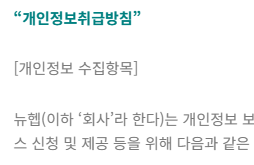 “개인정보취급방침”
[개인정보 수집항목]
뉴헵(이하 ‘회사’라 한다)는 개인정보 보
스 신청 및 제공 등을 위해 다음과 같은